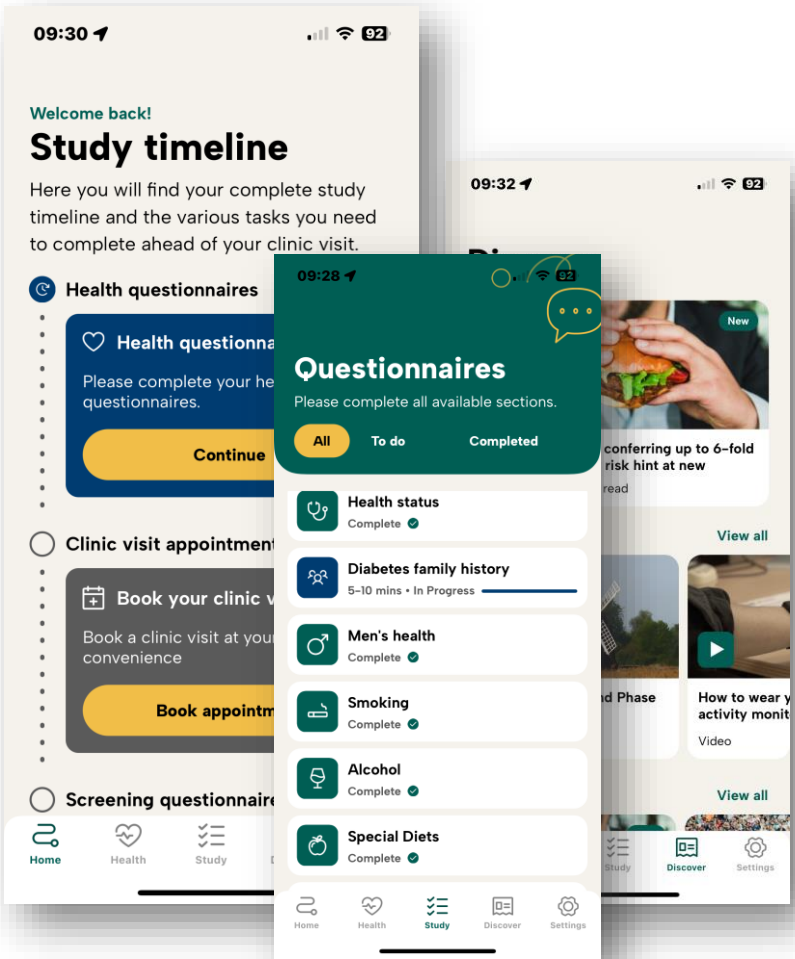 09:30
92
Welcome back!
Study timeline
Here you will find your complete study
timeline and the various tasks you need
to complete ahead of your clinic visit.
Health questionnaires
Health questionna
Please complete your he
questionnaires.
Continue
Clinic visit appointment
Book your clinic v
Book a clinic visit at your
convenience
Book appointm
Screening questionnaire
Home
Health
Study
09:28
92
Questionnaires
Please complete all available sections.
All
To do
Completed
Health status
Complete
Diabetes family history
5-10 mins • In Progress
Men's health
Complete
Smoking
Complete
Alcohol
Complete
Special Diets
Complete
Home
Health
Study
Discover
Settings
09:32
92
New
conferring up to 6-fold
risk hint at new
read
View all
Phase
How to wear y
activity monit
Video
View all
Study
Discover
Settings